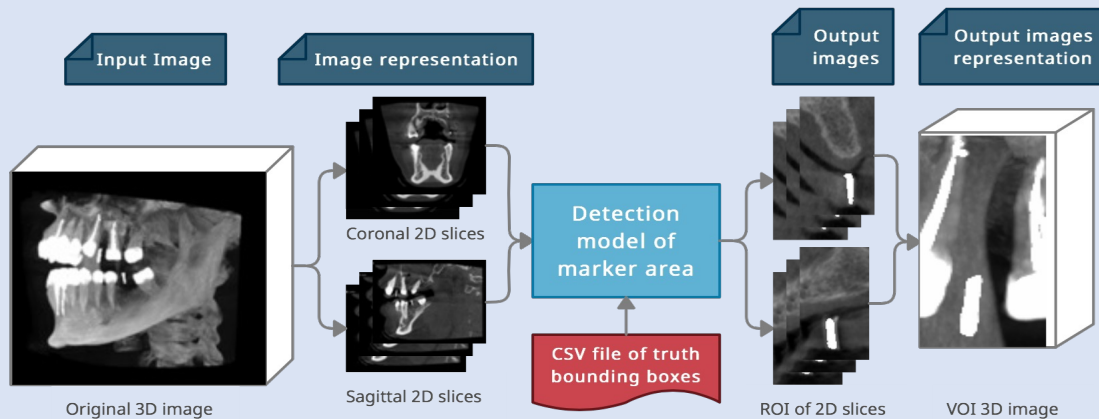 Input Image
Image representation
Output
images
Output images
representation
Coronal 2D slices
Detection
model of
marker area
CSV file of truth
bounding boxes
Original 3D image
Sagittal 2D slices
ROI of 2D slices
VOI 3D image